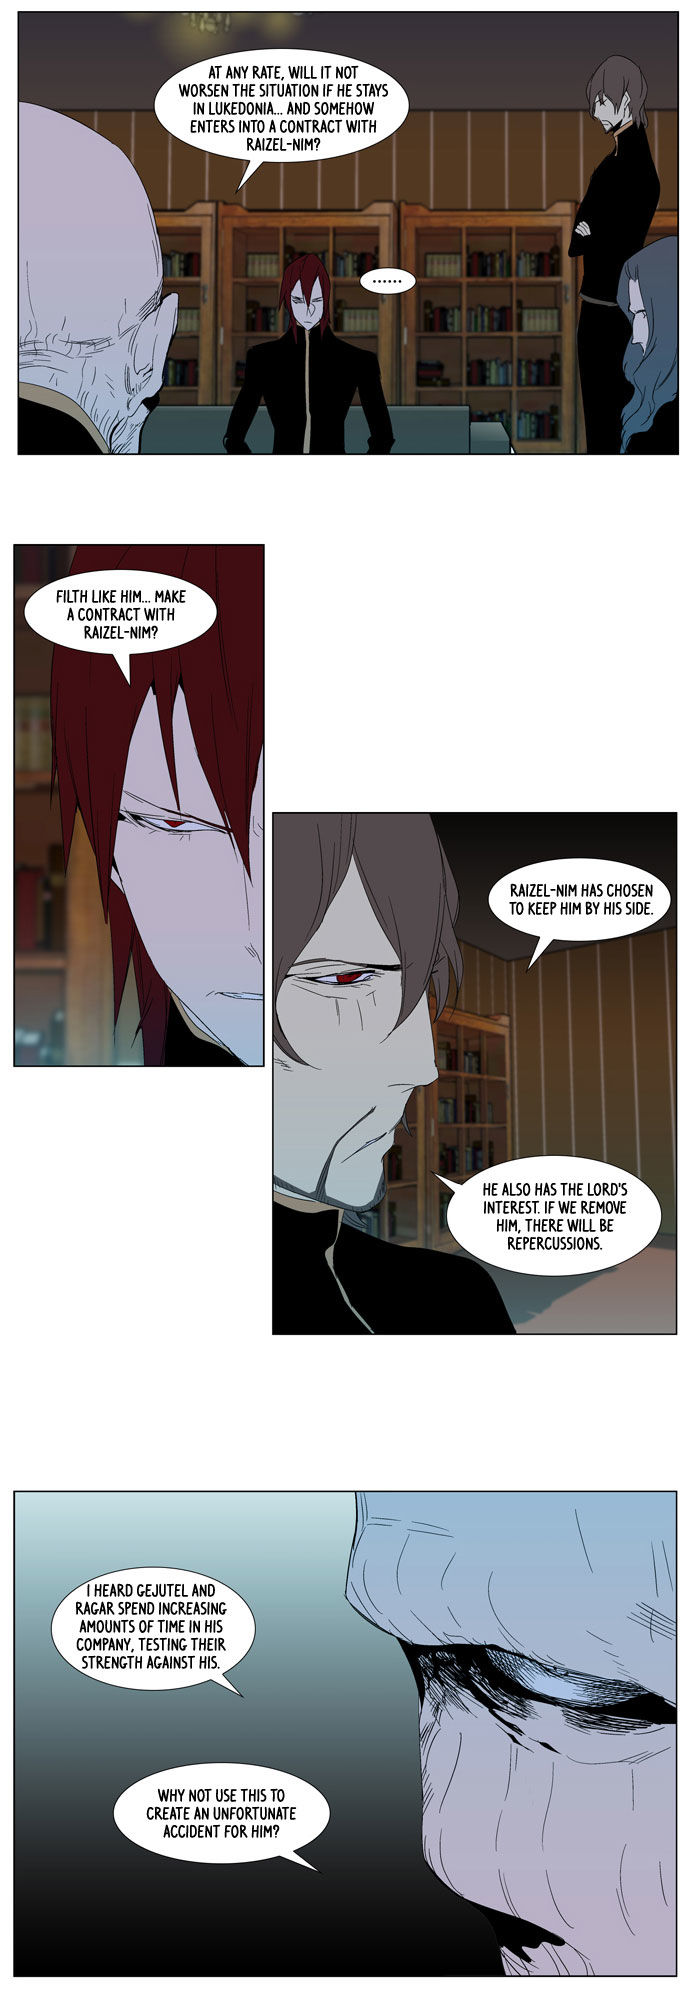 AT ANY RATE, WILL IT NOT
WORSEN THE SITUATION IF HE STAYS
IN LUKEDONIA... AND SOMEHOW
ENTERS INTO A CONTRACT WITH
RAIZEL-NIM?
......
FILTH LIKE HIM... MAKE
A CONTRACT WITH
RAIZEL-NIM?
RAIZEL-NIM HAS CHOSEN
TO KEEP HIM BY HIS SIDE.
HE ALSO HAS THE LORD'S
INTEREST. IF WE REMOVE
HIM, THERE WILL BE
REPERCUSSIONS.
I HEARD GEJUTEL AND
RAGAR SPEND INCREASING
AMOUNTS OF TIME IN HIS
COMPANY, TESTING THEIR
STRENGTH AGAINST HIS.
WHY NOT USE THIS TO
CREATE AN UNFORTUNATE
ACCIDENT FOR HIM?